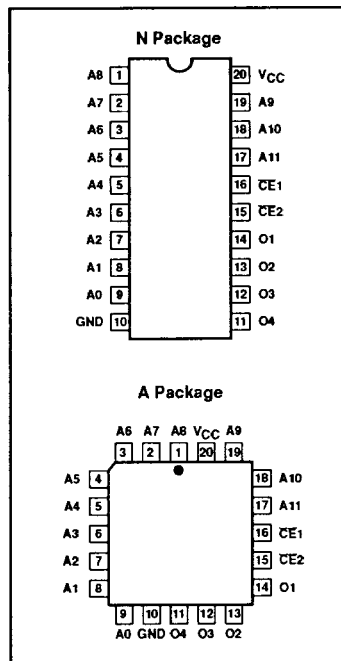 N Package
A8 1 20 VCC
A7 2 19 A9
A6 3 18 A10
A5 4 17 A11
A4 5 16 C̅E̅1
A3 6 15 C̅E̅2
A2 7 14 O1
A1 8 13 O2
A0 9 12 O3
GND 10 11 O4
A Package
A6 A7 A8 VCC A9
3 2 1 20 19
A5 4 18 A10
A4 5 17 A11
A3 6 16 C̅E̅1
A2 7 15 C̅E̅2
A1 8 14 O1
9 10 11 12 13
A0 GND O4 O3 O2